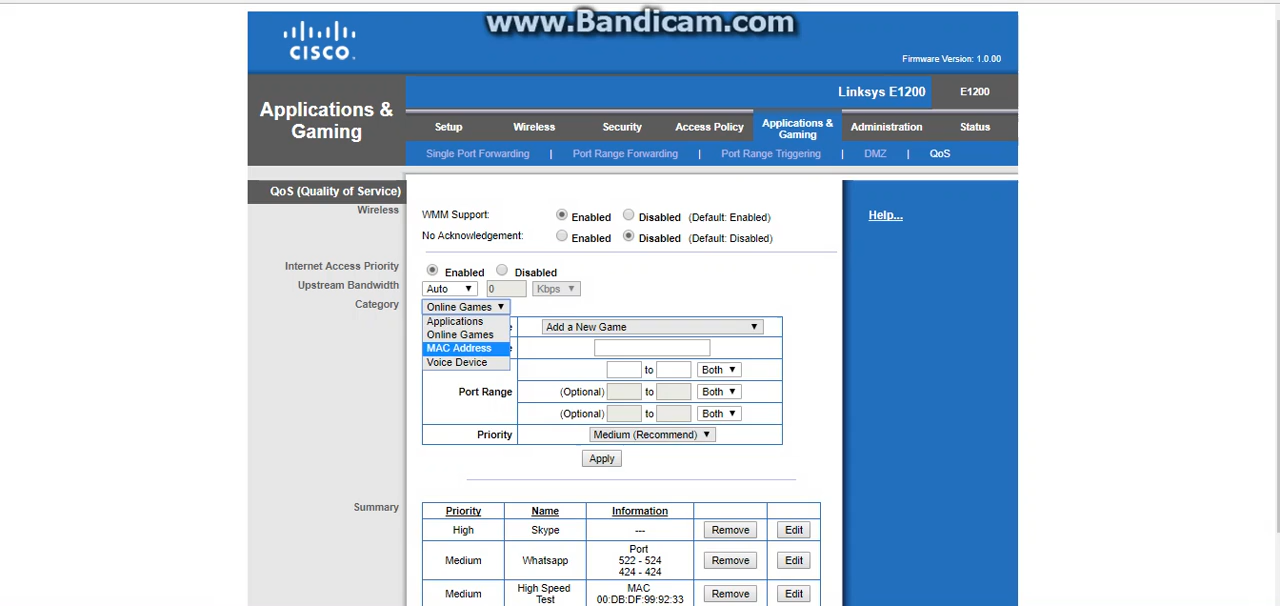 www.Bandicam.com
CISCO.
Firmware Version: 1.0.00
Linksys E1200
E1200
Applications &
Gaming
Setup
Wireless
Security
Access Policy
Applications &
Gaming
Administration
Status
Single Port Forwarding | Port Range Forwarding | Port Range Triggering | DMZ | QoS
QoS (Quality of Service)
Wireless
WMM Support: Enabled Disabled (Default: Enabled)
No Acknowledgement: Enabled Disabled (Default: Disabled)
Help...
Internet Access Priority
Enabled Disabled
Upstream Bandwidth
Auto 0 Kbps
Category
Online Games
Applications
Online Games
MAC Address
Voice Device
e Add a New Game
e
to Both
Port Range (Optional) to Both
(Optional) to Both
Priority Medium (Recommend)
Apply
Summary
Priority Name Information
High Skype --- Remove Edit
Medium Whatsapp Port
522 - 524
424 - 424
Remove Edit
Medium High Speed
Test
MAC
00:DB:DF:99:92:33
Remove Edit